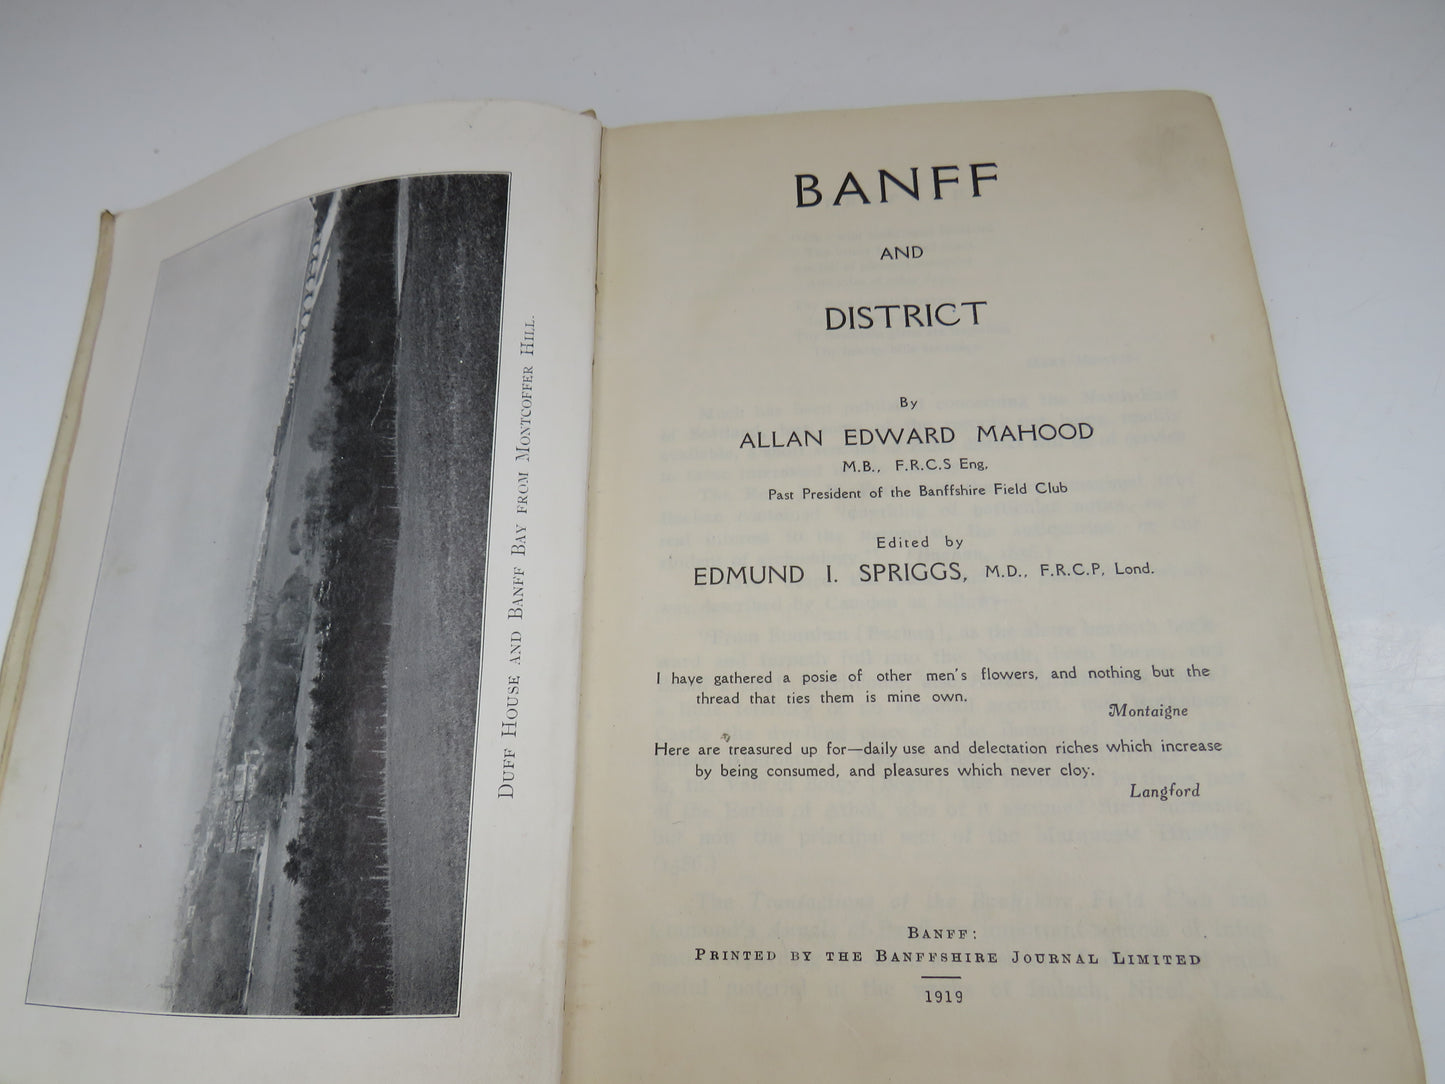 DUFF HOUSE AND BANFF BAY FROM MONTCOFFER HILL.
BANFF
AND
DISTRICT
By
ALLAN EDWARD MAHOOD
M.B., F.R.C.S Eng,
Past President of the Banffshire Field Club
Edited by
EDMUND I. SPRIGGS, M.D., F.R.C.P, Lond.
I have gathered a posie of other men's flowers, and nothing but the
thread that ties them is mine own.
Montaigne
Here are treasured up for—daily use and delectation riches which increase
by being consumed, and pleasures which never cloy.
Langford
BANFF:
PRINTED BY THE BANFFSHIRE JOURNAL LIMITED
1919